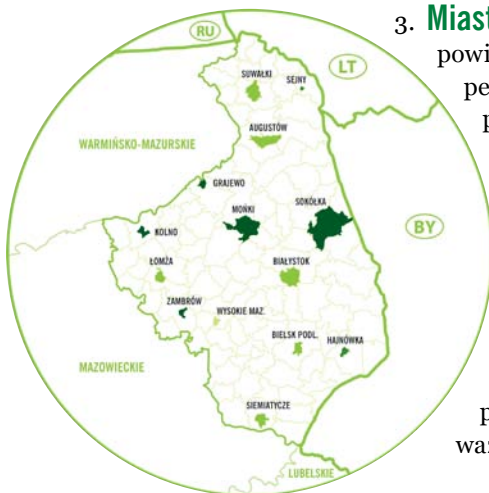 3. Miast
powi
pe
p
RU
LT
SUWAŁKI
SEJNY
AUGUSTÓW
WARMIŃSKO-MAZURSKIE
GRAJEWO
MOŃKI
SOKÓŁKA
BY
KOLNO
ŁOMŻA
BIAŁYSTOK
ZAMBRÓW
WYSOKIE MAZ.
BIELSK PODL.
HAJNÓWKA
MAZOWIECKIE
SIEMIATYCZE
p
waż
LUBELSKIE